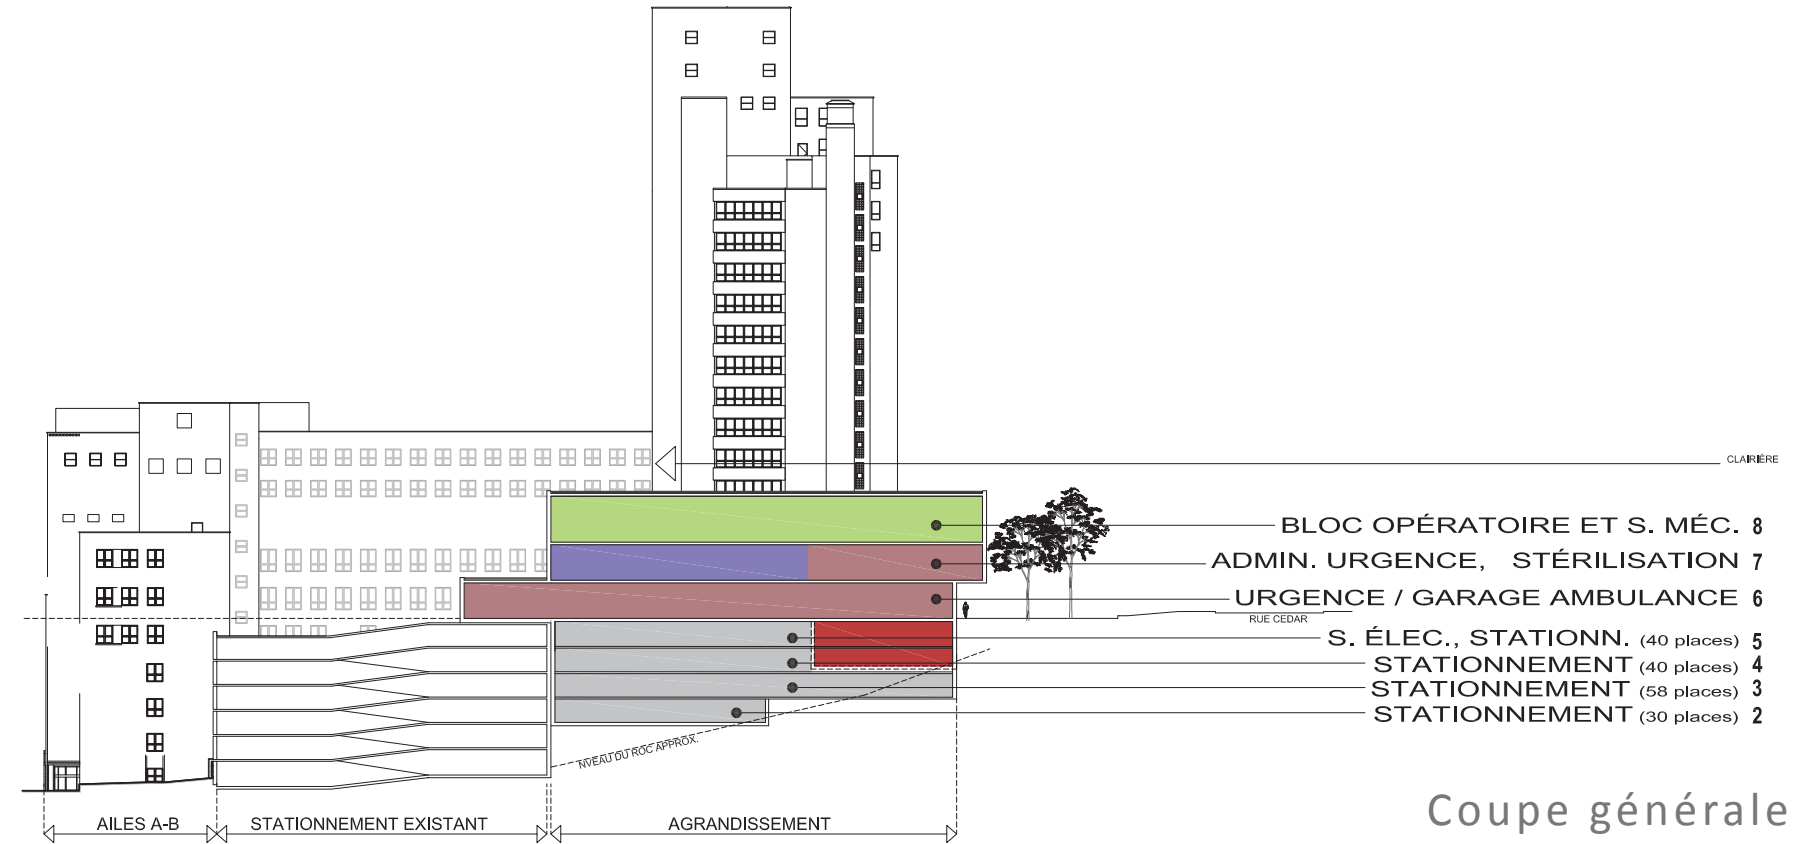 CLAIRIÈRE
BLOC OPÉRATOIRE ET S. MÉC. 8
ADMIN. URGENCE, STÉRILISATION 7
URGENCE / GARAGE AMBULANCE 6
RUE CEDAR
S. ÉLEC., STATIONN. (40 places) 5
STATIONNEMENT (40 places) 4
STATIONNEMENT (58 places) 3
STATIONNEMENT (30 places) 2
NVEAU DU ROC APPROX.
AILES A-B
STATIONNEMENT EXISTANT
AGRANDISSEMENT
Coupe générale